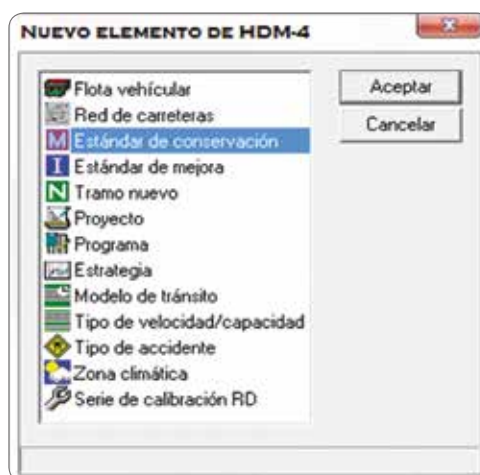 NUEVO ELEMENTO DE HDM-4
Flota vehícular
Red de carreteras
M Estándar de conservación
I Estándar de mejora
N Tramo nuevo
Proyecto
Programa
Estrategia
Modelo de tránsito
Tipo de velocidad/capacidad
Tipo de accidente
Zona climática
Serie de calibración RD
Aceptar
Cancelar